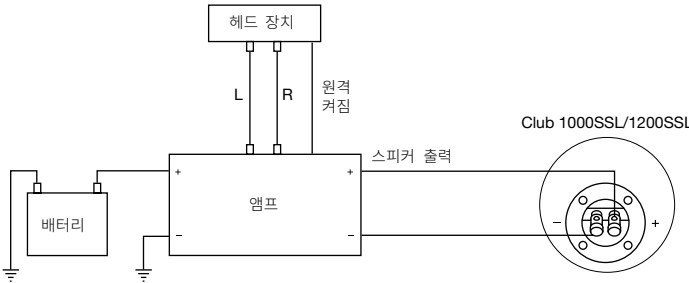 헤드 장치
L
R
원격
켜짐
Club 1000SSL/1200SSL
스피커 출력
+
+
앰프
배터리
−
−
−
+